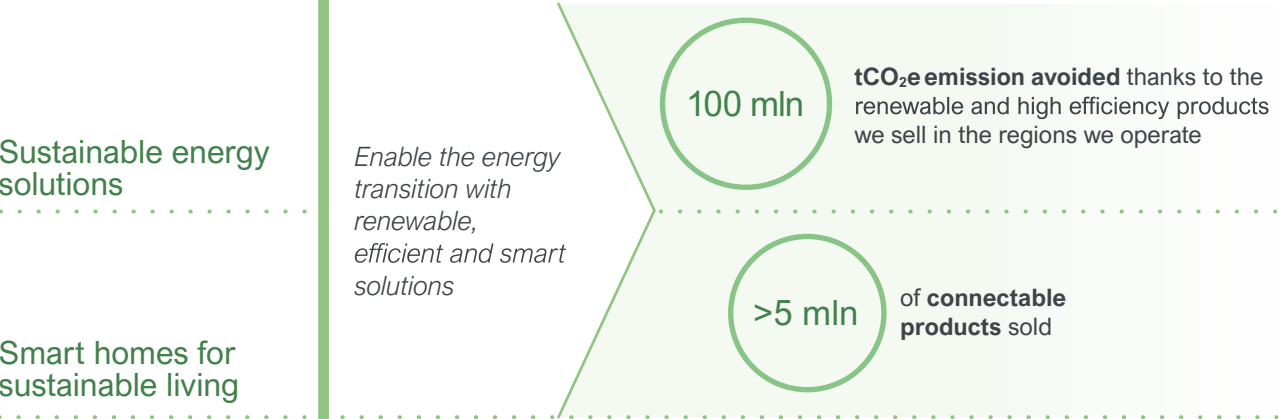 Sustainable energy
solutions
Smart homes for
sustainable living
Enable the energy
transition with
renewable,
efficient and smart
solutions
100 mln
tCO₂e emission avoided thanks to the
renewable and high efficiency products
we sell in the regions we operate
>5 mln
of connectable
products sold